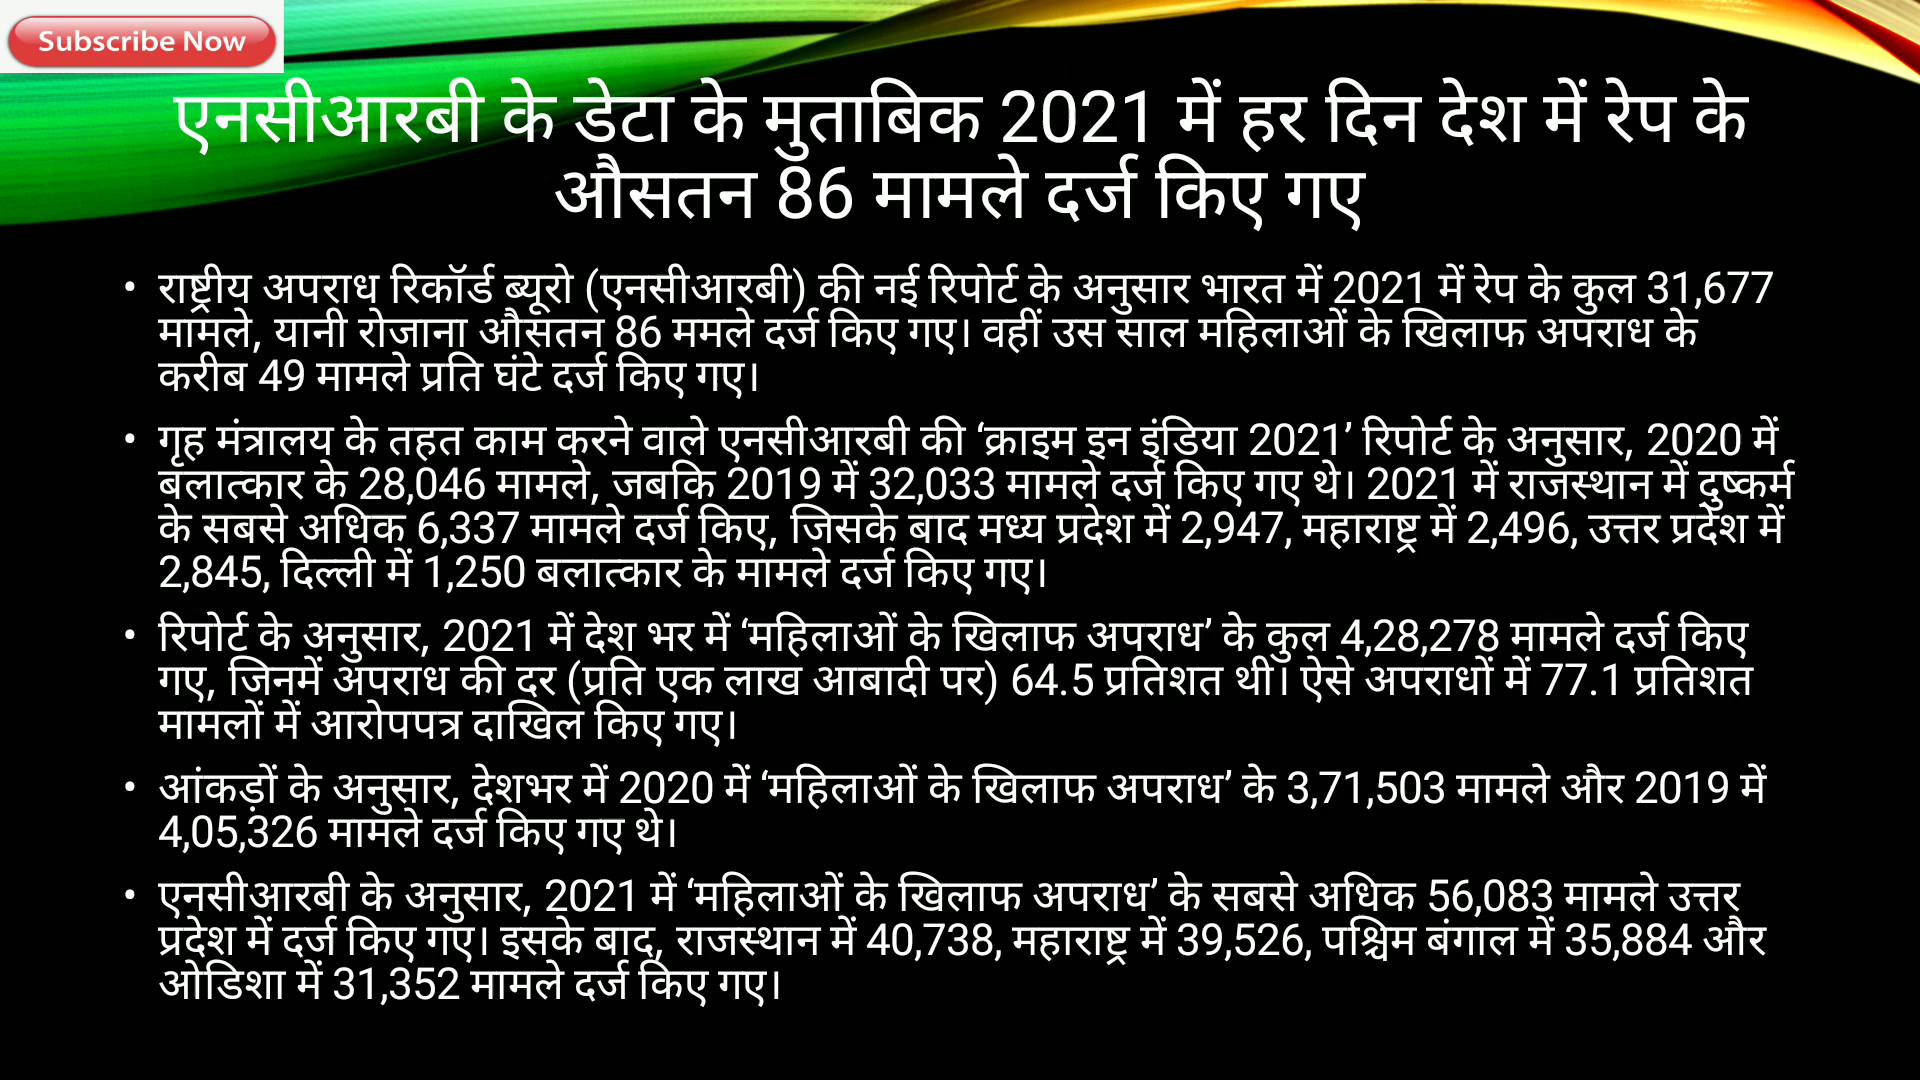 Subscribe Now
एनसीआरबी के डेटा के मुताबिक 2021 में हर दिन देश में रेप के
औसतन 86 मामले दर्ज किए गए
• राष्ट्रीय अपराध रिकॉर्ड ब्यूरो (एनसीआरबी) की नई रिपोर्ट के अनुसार भारत में 2021 में रेप के कुल 31,677
मामले, यानी रोजाना औसतन 86 ममले दर्ज किए गए। वहीं उस साल महिलाओं के खिलाफ अपराध के
करीब 49 मामले प्रति घंटे दर्ज किए गए।
• गृह मंत्रालय के तहत काम करने वाले एनसीआरबी की ‘क्राइम इन इंडिया 2021’ रिपोर्ट के अनुसार, 2020 में
बलात्कार के 28,046 मामले, जबकि 2019 में 32,033 मामले दर्ज किए गए थे। 2021 में राजस्थान में दुष्कर्म
के सबसे अधिक 6,337 मामले दर्ज किए, जिसके बाद मध्य प्रदेश में 2,947, महाराष्ट्र में 2,496, उत्तर प्रदेश में
2,845, दिल्ली में 1,250 बलात्कार के मामले दर्ज किए गए।
• रिपोर्ट के अनुसार, 2021 में देश भर में ‘महिलाओं के खिलाफ अपराध’ के कुल 4,28,278 मामले दर्ज किए
गए, जिनमें अपराध की दर (प्रति एक लाख आबादी पर) 64.5 प्रतिशत थी। ऐसे अपराधों में 77.1 प्रतिशत
मामलों में आरोपपत्र दाखिल किए गए।
• आंकड़ों के अनुसार, देशभर में 2020 में ‘महिलाओं के खिलाफ अपराध’ के 3,71,503 मामले और 2019 में
4,05,326 मामले दर्ज किए गए थे।
• एनसीआरबी के अनुसार, 2021 में ‘महिलाओं के खिलाफ अपराध’ के सबसे अधिक 56,083 मामले उत्तर
प्रदेश में दर्ज किए गए। इसके बाद, राजस्थान में 40,738, महाराष्ट्र में 39,526, पश्चिम बंगाल में 35,884 और
ओडिशा में 31,352 मामले दर्ज किए गए।